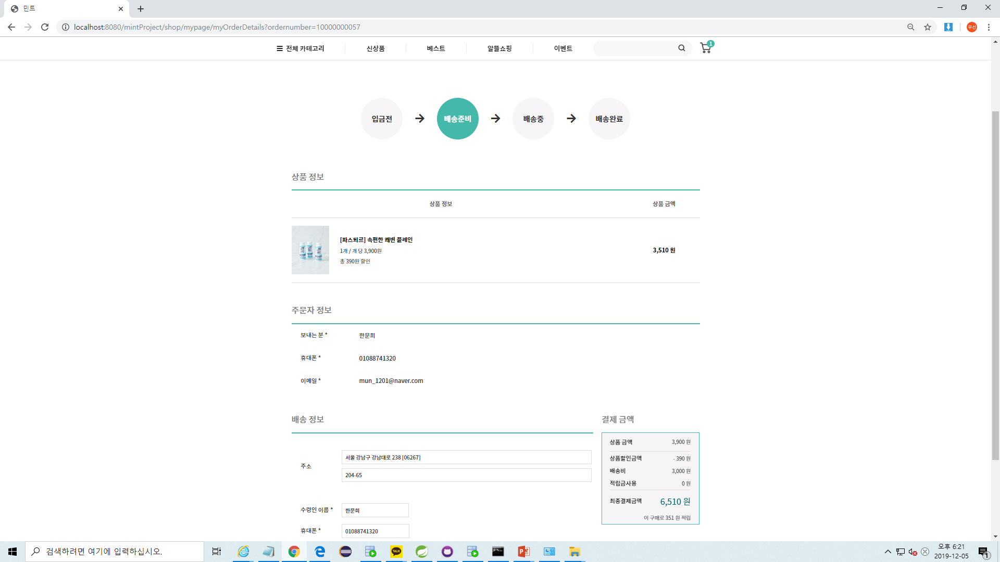 민트
localhost:8080/mintProject/shop/mypage/myOrderDetails?ordernumber=10000000057
무선
전체 카테고리
신상품
베스트
알뜰쇼핑
이벤트
1
입금전
배송준비
배송중
배송완료
상품 정보
상품 정보 상품 금액
[파스퇴르] 속편한 쾌변 플레인
1개 / 개 당 3,900원
총 390원 할인
3,510 원
주문자 정보
보내는 분 * 한문희
휴대폰 * 01088741320
이메일 * mun_1201@naver.com
배송 정보
주소
서울 강남구 강남대로 238 [06267]
204-65
수령인 이름 * 한문희
휴대폰 * 01088741320
결제 금액
상품 금액 3,900 원
상품할인금액 - 390 원
배송비 3,000 원
적립금사용 0 원
최종결제금액 6,510 원
이 구매로 351 원 적립
검색하려면 여기에 입력하십시오.
TALK
오후 6:21
2019-12-05
1